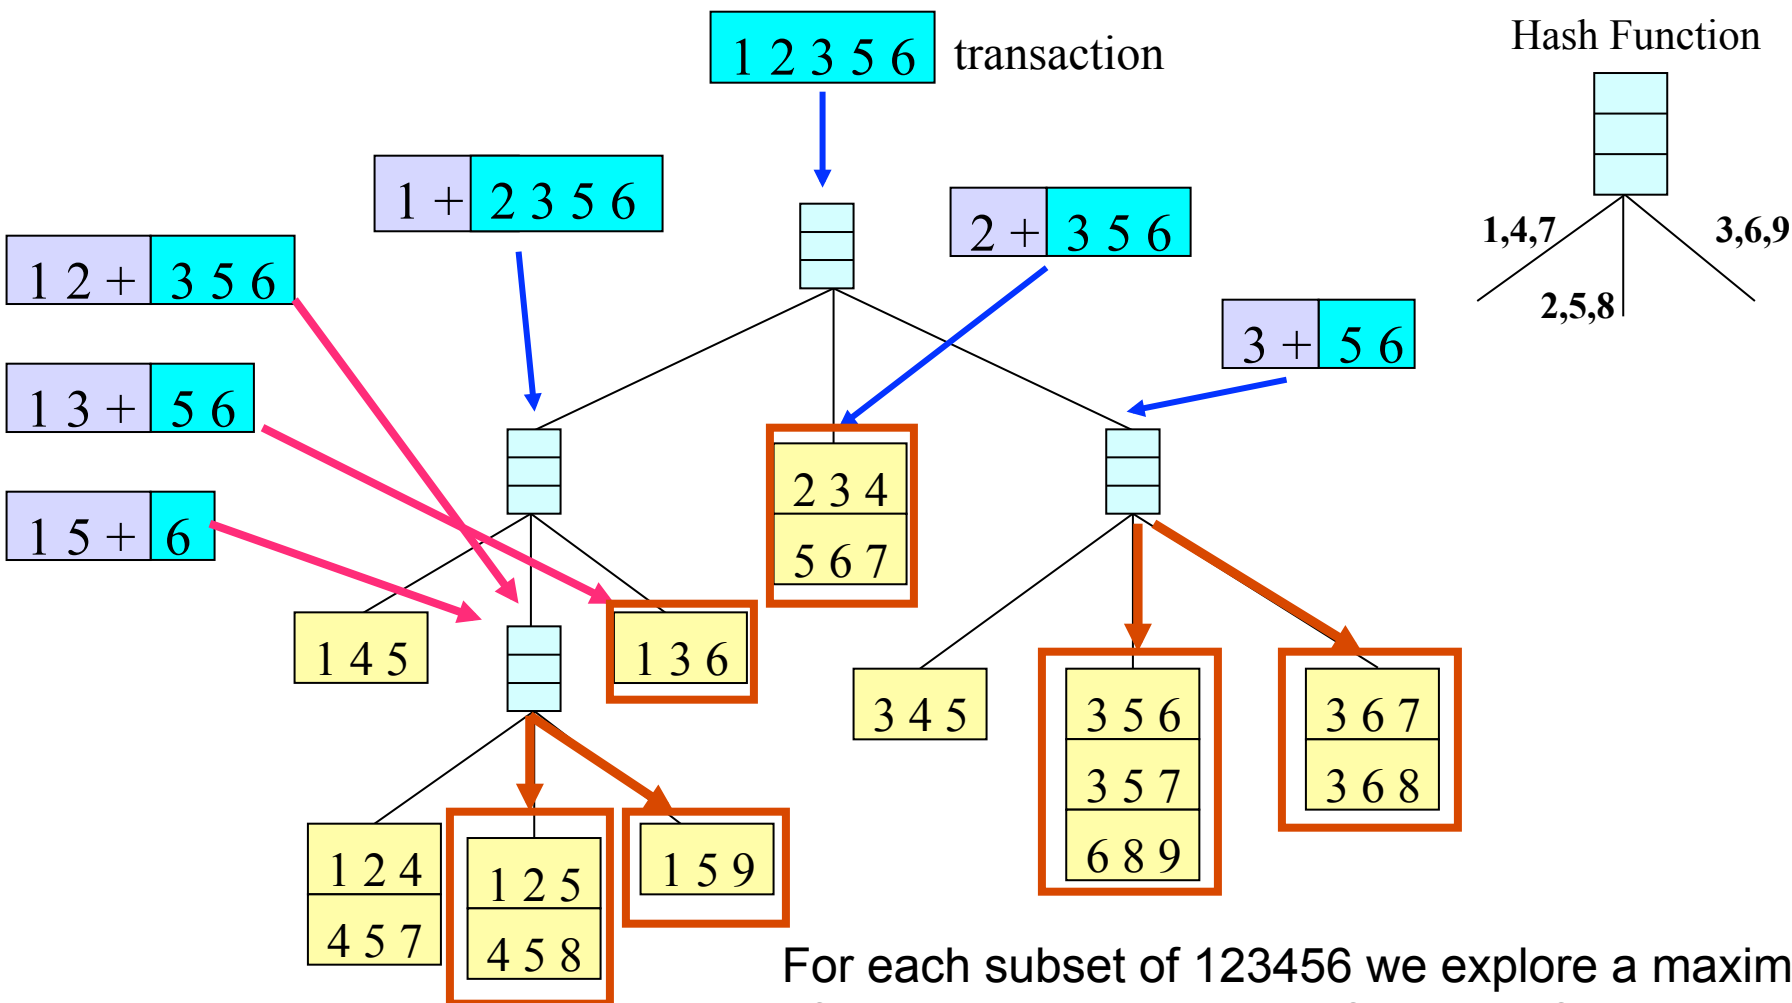 1 2 3 5 6 transaction
Hash Function
1 + 2 3 5 6
2 + 3 5 6
1,4,7
3,6,9
2,5,8
1 2 + 3 5 6
3 + 5 6
1 3 + 5 6
1 5 + 6
2 3 4
5 6 7
1 4 5
1 3 6
3 4 5
3 5 6
3 5 7
6 8 9
3 6 7
3 6 8
1 2 4
4 5 7
1 2 5
4 5 8
1 5 9
For each subset of 123456 we explore a maxim